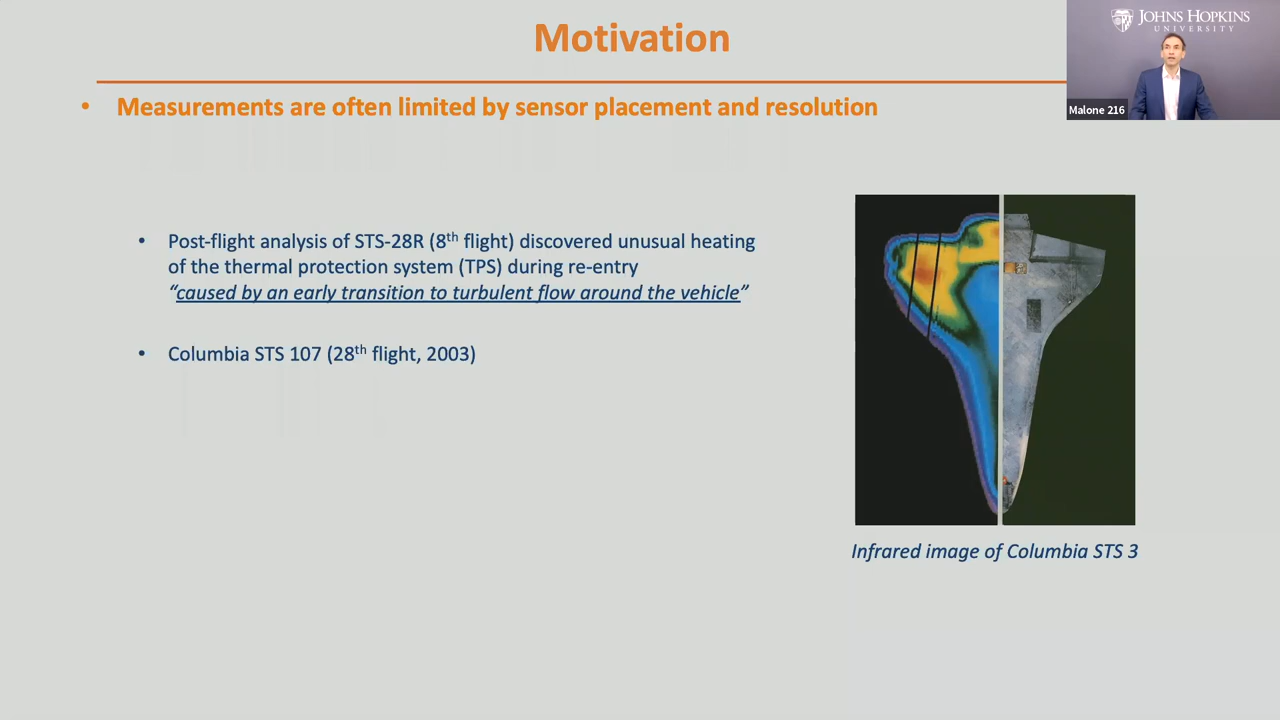 Motivation
JOHNS HOPKINS
UNIVERSITY
Malone 216
• Measurements are often limited by sensor placement and resolution
• Post-flight analysis of STS-28R (8th flight) discovered unusual heating
of the thermal protection system (TPS) during re-entry
“caused by an early transition to turbulent flow around the vehicle”
• Columbia STS 107 (28th flight, 2003)
Infrared image of Columbia STS 3